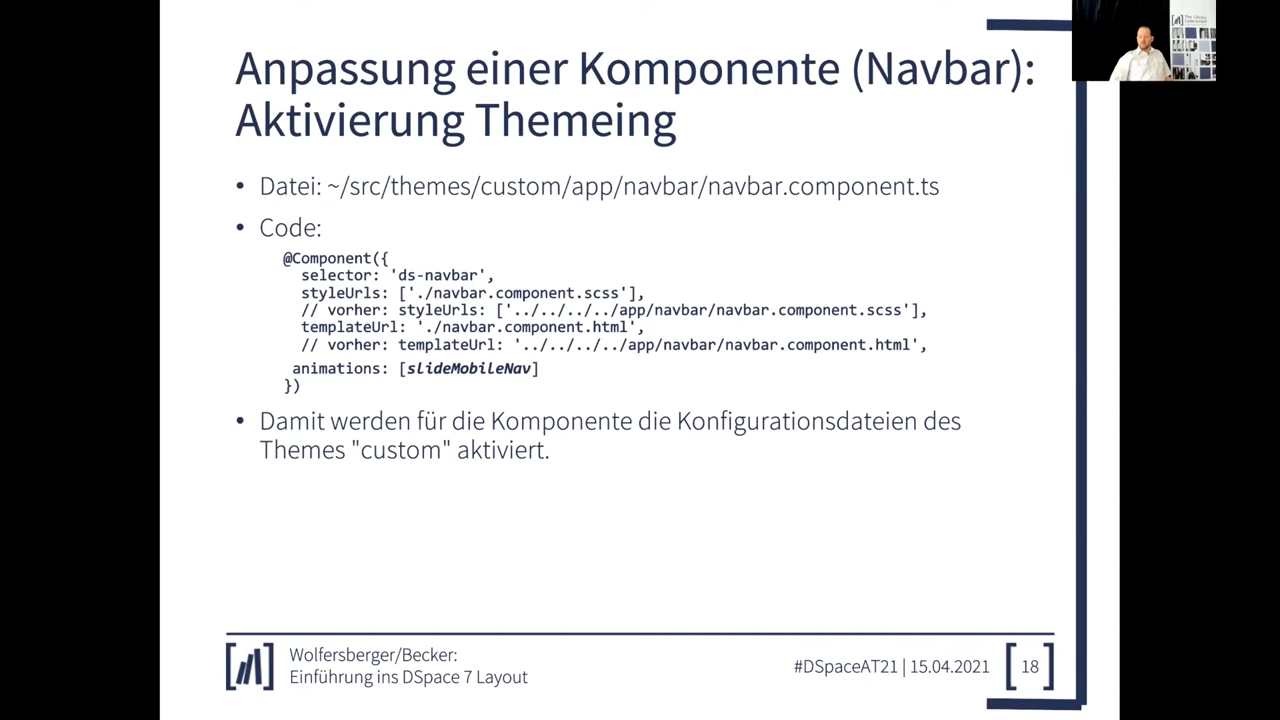 Anpassung einer Komponente (Navbar):
Aktivierung Themeing
• Datei: ~/src/themes/custom/app/navbar/navbar.component.ts
• Code:
@Component({
selector: 'ds-navbar',
styleUrls: ['./navbar.component.scss'],
// vorher: styleUrls: ['../../../../app/navbar/navbar.component.scss'],
templateUrl: './navbar.component.html',
// vorher: templateUrl: '../../../../app/navbar/navbar.component.html',
animations: [slideMobileNav]
})
• Damit werden für die Komponente die Konfigurationsdateien des
Themes "custom" aktiviert.
Wolfersberger/Becker:
Einführung ins DSpace 7 Layout
#DSpaceAT21 | 15.04.2021
18